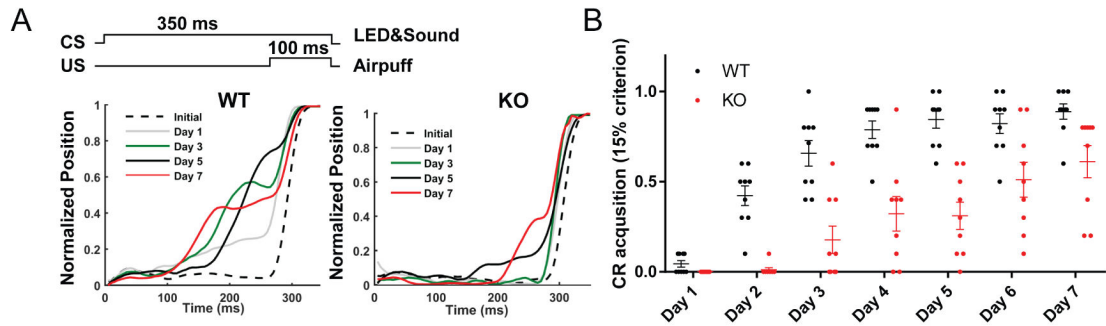 A
350 ms
CS
LED&Sound
100 ms
US
Airpuff
WT
Normalized Position
1
0.8
0.6
0.4
0.2
0
Initial
Day 1
Day 3
Day 5
Day 7
0
100
200
300
Time (ms)
KO
Normalized Position
1
0.8
0.6
0.4
0.2
0
Initial
Day 1
Day 3
Day 5
Day 7
0
100
200
300
Time (ms)
B
CR acqusition (15% criterion)
1.0
0.5
0.0
WT
KO
Day 1
Day 2
Day 3
Day 4
Day 5
Day 6
Day 7